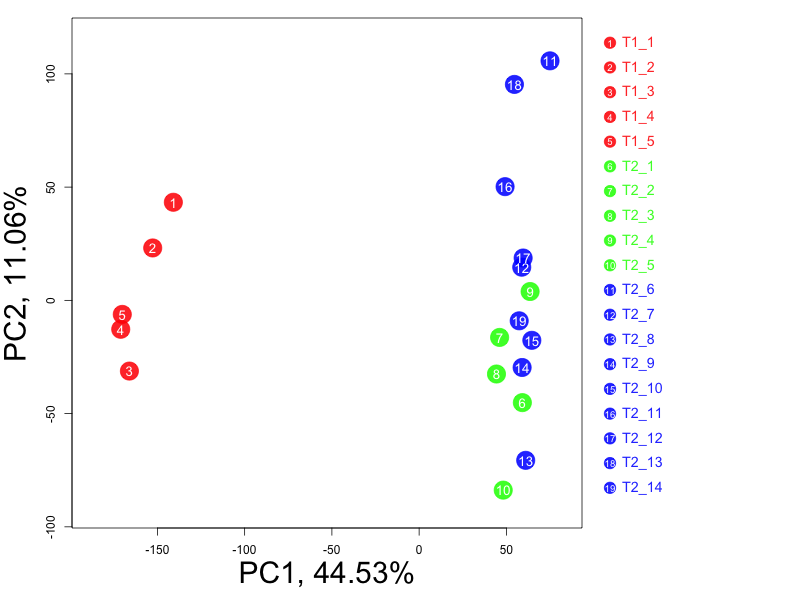 11
18
16
1
2
17
12
9
5
4
19
7
15
14
3
8
6
13
10
100
50
0
-50
-100
-150
-100
-50
0
50
PC2, 11.06%
PC1, 44.53%
1 T1_1
2 T1_2
3 T1_3
4 T1_4
5 T1_5
6 T2_1
7 T2_2
8 T2_3
9 T2_4
10 T2_5
11 T2_6
12 T2_7
13 T2_8
14 T2_9
15 T2_10
16 T2_11
17 T2_12
18 T2_13
19 T2_14